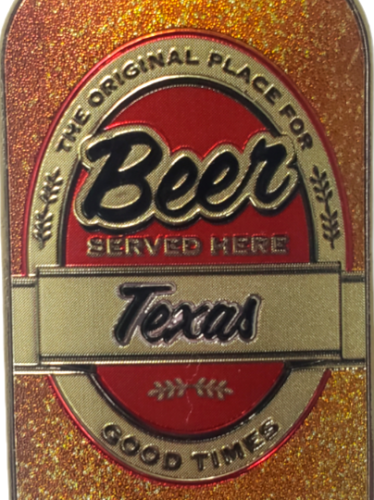 THE ORIGINAL PLACE FOR
Beer
SERVED HERE
Texas
GOOD TIMES